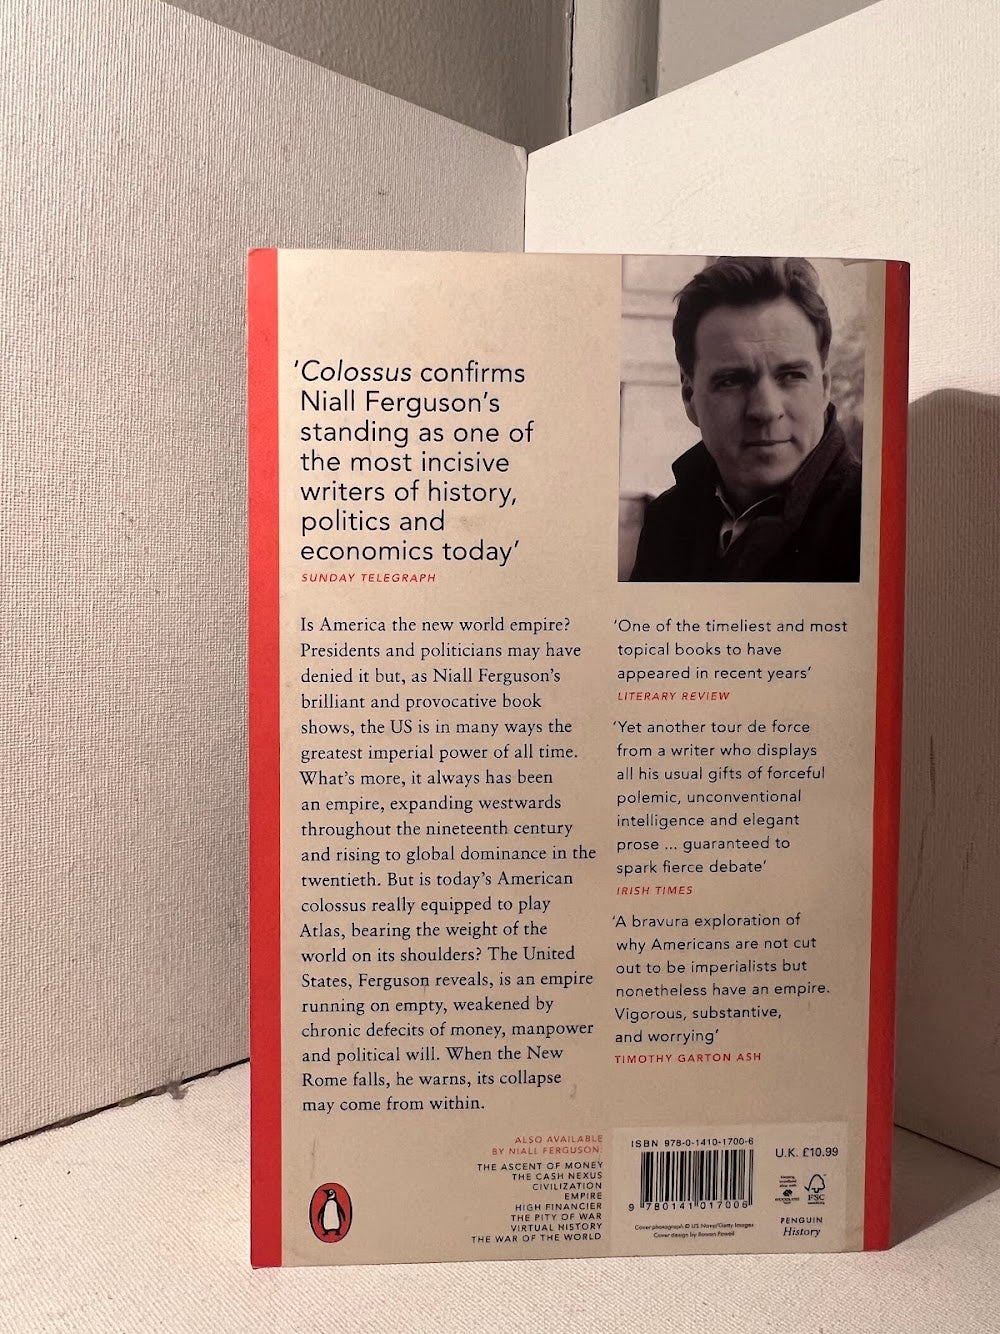 ‘Colossus confirms
Niall Ferguson’s
standing as one of
the most incisive
writers of history,
politics and
economics today’
SUNDAY TELEGRAPH
Is America the new world empire?
Presidents and politicians may have
denied it but, as Niall Ferguson’s
brilliant and provocative book
shows, the US is in many ways the
greatest imperial power of all time.
What’s more, it always has been
an empire, expanding westwards
throughout the nineteenth century
and rising to global dominance in the
twentieth. But is today’s American
colossus really equipped to play
Atlas, bearing the weight of the
world on its shoulders? The United
States, Ferguson reveals, is an empire
running on empty, weakened by
chronic defecits of money, manpower
and political will. When the New
Rome falls, he warns, its collapse
may come from within.
‘One of the timeliest and most
topical books to have
appeared in recent years’
LITERARY REVIEW
‘Yet another tour de force
from a writer who displays
all his usual gifts of forceful
polemic, unconventional
intelligence and elegant
prose ... guaranteed to
spark fierce debate’
IRISH TIMES
‘A bravura exploration of
why Americans are not cut
out to be imperialists but
nonetheless have an empire.
Vigorous, substantive,
and worrying’
TIMOTHY GARTON ASH
ALSO AVAILABLE
BY NIALL FERGUSON:
THE ASCENT OF MONEY
THE CASH NEXUS
CIVILIZATION
EMPIRE
HIGH FINANCIER
THE PITY OF WAR
VIRTUAL HISTORY
THE WAR OF THE WORLD
ISBN 978-0-1410-1700-6
9 780141 017006
Cover photograph © US Navy/Getty Images
Cover design by Rowan Powell
U.K. £10.99
FSC
PENGUIN
History